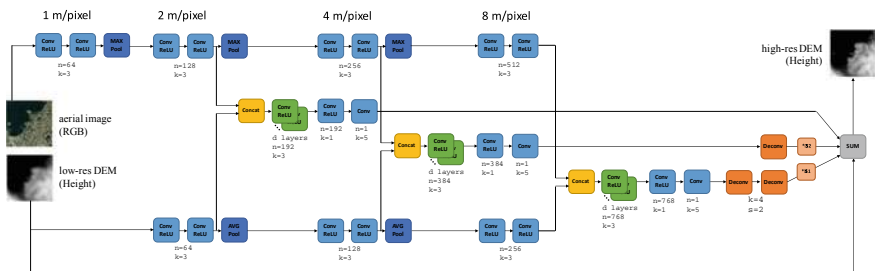 1 m/pixel
2 m/pixel
4 m/pixel
8 m/pixel
Conv ReLU
Conv ReLU
MAX Pool
n=64
k=3
Conv ReLU
Conv ReLU
MAX Pool
n=128
k=3
Conv ReLU
Conv ReLU
MAX Pool
n=256
k=3
Conv ReLU
Conv ReLU
n=512
k=3
high-res DEM
(Height)
aerial image
(RGB)
Concat
Conv ReLU
d layers
n=192
k=3
Conv ReLU
n=192
k=1
Conv
n=1
k=5
low-res DEM
(Height)
Concat
Conv ReLU
d layers
n=384
k=3
Conv ReLU
n=384
k=1
Conv
n=1
k=5
Deconv
SUM
Concat
Conv ReLU
d layers
n=768
k=3
Conv ReLU
n=768
k=1
Conv
n=1
k=5
Deconv
Deconv
k=4
s=2
Conv ReLU
Conv ReLU
AVG Pool
n=64
k=3
Conv ReLU
Conv ReLU
AVG Pool
n=128
k=3
Conv ReLU
Conv ReLU
n=256
k=3